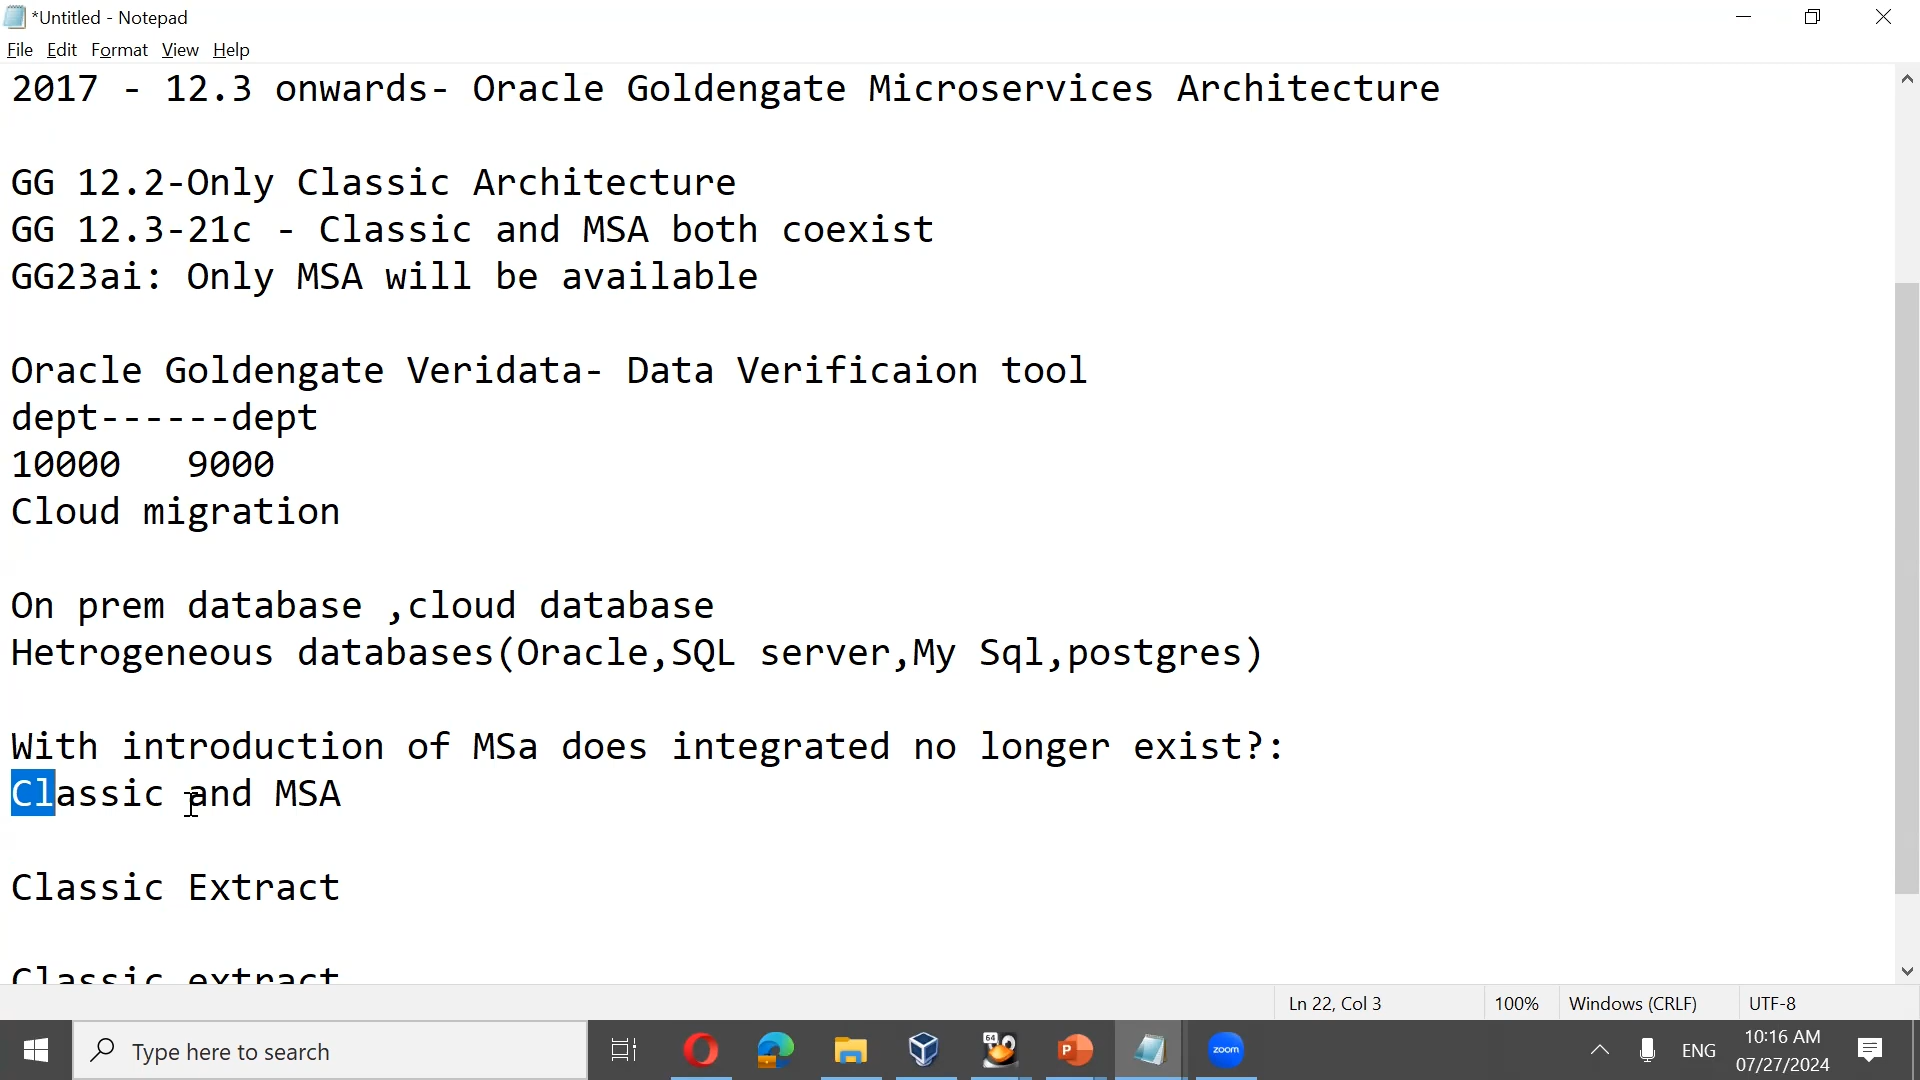 *Untitled - Notepad
File Edit Format View Help
2017 - 12.3 onwards- Oracle Goldengate Microservices Architecture
GG 12.2-Only Classic Architecture
GG 12.3-21c - Classic and MSA both coexist
GG23ai: Only MSA will be available
Oracle Goldengate Veridata- Data Verificaion tool
dept------dept
10000 9000
Cloud migration
On prem database ,cloud database
Hetrogeneous databases(Oracle,SQL server,My Sql,postgres)
With introduction of MSa does integrated no longer exist?:
Classic and MSA
Classic Extract
Classic extract
Ln 22, Col 3 100% Windows (CRLF) UTF-8
Type here to search 64 P zoom ENG 10:16 AM
07/27/2024